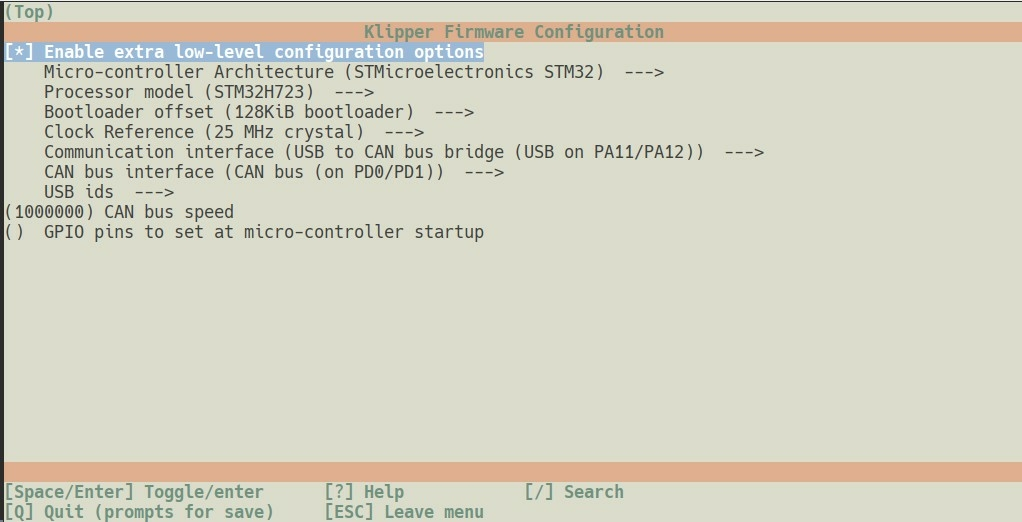 (Top)
Klipper Firmware Configuration
[*] Enable extra low-level configuration options
Micro-controller Architecture (STMicroelectronics STM32)  --->
Processor model (STM32H723)  --->
Bootloader offset (128KiB bootloader)  --->
Clock Reference (25 MHz crystal)  --->
Communication interface (USB to CAN bus bridge (USB on PA11/PA12))  --->
CAN bus interface (CAN bus (on PD0/PD1))  --->
USB ids  --->
(1000000) CAN bus speed
()  GPIO pins to set at micro-controller startup
[Space/Enter] Toggle/enter      [?] Help            [/] Search
[Q] Quit (prompts for save)     [ESC] Leave menu